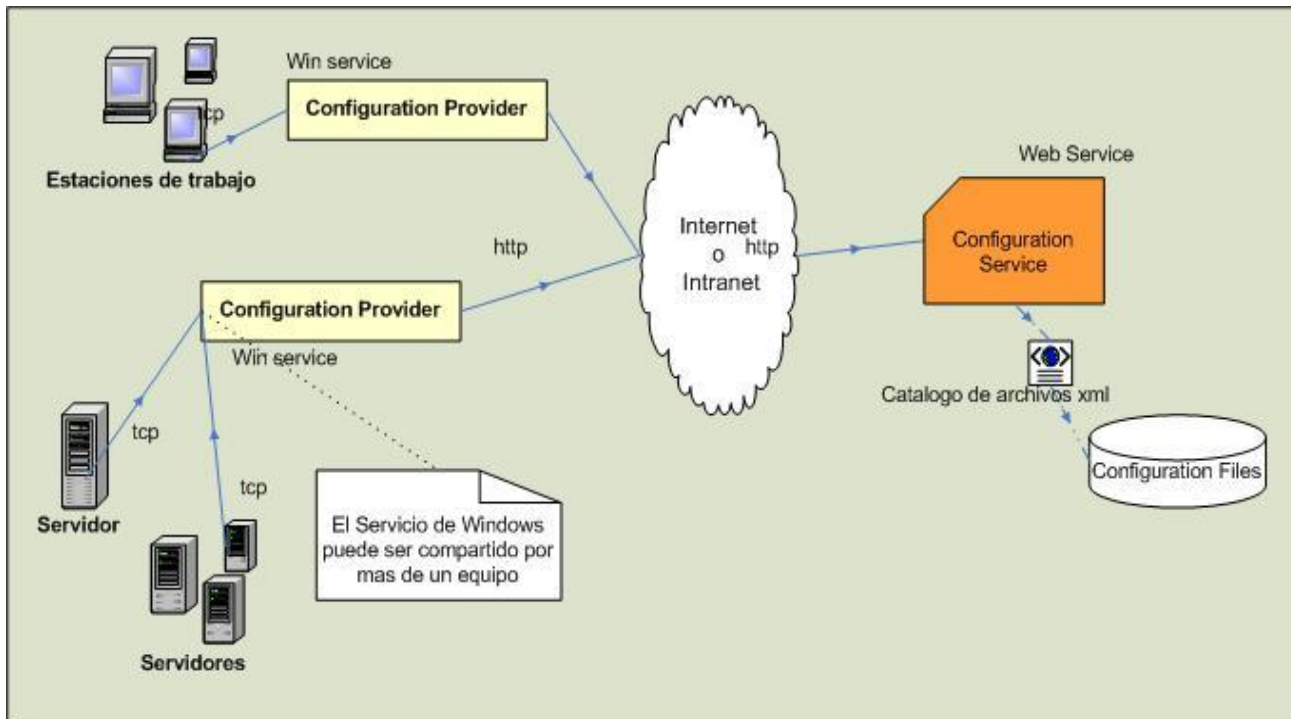 Win service
Configuration Provider
tcp
Estaciones de trabajo
Web Service
Internet
o
Intranet
http
http
Configuration
Service
Configuration Provider
Win service
Catalogo de archivos xml
Configuration Files
tcp
Servidor
tcp
El Servicio de Windows
puede ser compartido por
mas de un equipo
Servidores